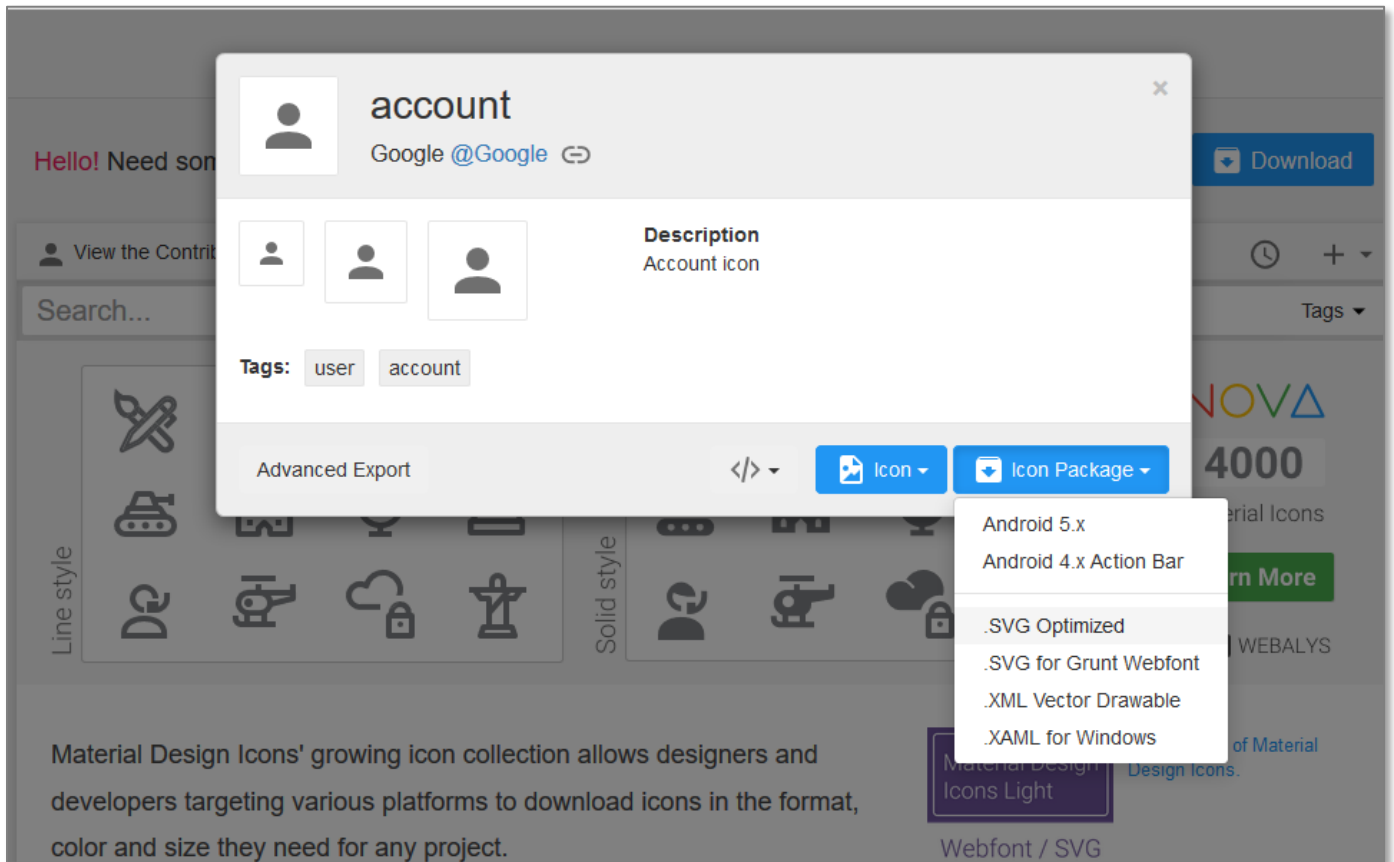 account
×
Google @Google
Hello! Need som
Download
View the Contrib
Description
Account icon
Search...
Tags
Tags: user account
NOVA
4000
Advanced Export
</>
Icon
Icon Package
erial Icons
Android 5.x
Android 4.x Action Bar
rn More
Line style
Solid style
.SVG Optimized
WEBALYS
.SVG for Grunt Webfont
.XML Vector Drawable
.XAML for Windows
of Material
Design Icons.
Material Design
Icons Light
Material Design Icons' growing icon collection allows designers and
developers targeting various platforms to download icons in the format,
color and size they need for any project.
Webfont / SVG